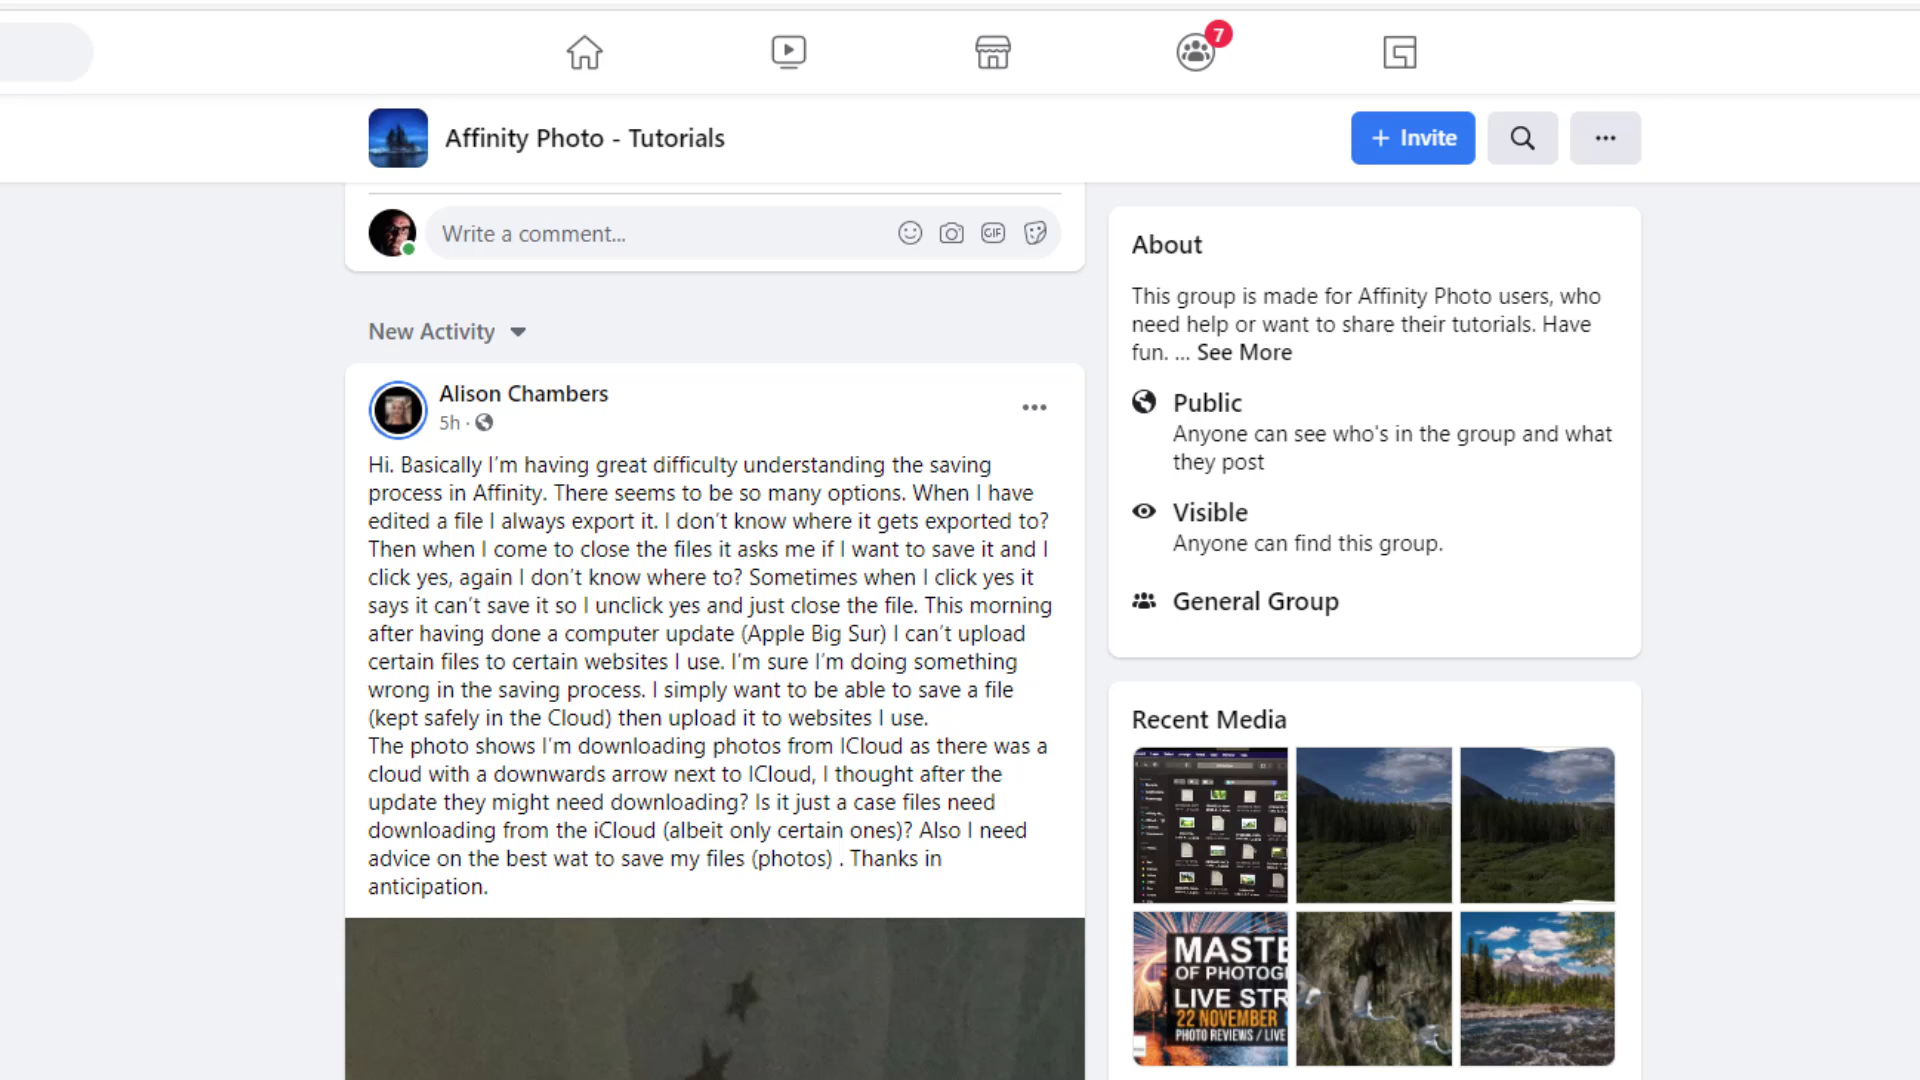 7
Affinity Photo - Tutorials
+ Invite
Write a comment...
GIF
New Activity
Alison Chambers
5h ·
Hi. Basically I'm having great difficulty understanding the saving
process in Affinity. There seems to be so many options. When I have
edited a file I always export it. I don't know where it gets exported to?
Then when I come to close the files it asks me if I want to save it and I
click yes, again I don't know where to? Sometimes when I click yes it
says it can't save it so I unclick yes and just close the file. This morning
after having done a computer update (Apple Big Sur) I can't upload
certain files to certain websites I use. I'm sure I'm doing something
wrong in the saving process. I simply want to be able to save a file
(kept safely in the Cloud) then upload it to websites I use.
The photo shows I'm downloading photos from ICloud as there was a
cloud with a downwards arrow next to ICloud, I thought after the
update they might need downloading? Is it just a case files need
downloading from the iCloud (albeit only certain ones)? Also I need
advice on the best wat to save my files (photos) . Thanks in
anticipation.
About
This group is made for Affinity Photo users, who
need help or want to share their tutorials. Have
fun. ... See More
Public
Anyone can see who's in the group and what
they post
Visible
Anyone can find this group.
General Group
Recent Media
MASTE
OF PHOTOG
LIVE STR
22 NOVEMBER
PHOTO REVIEWS / LIVE